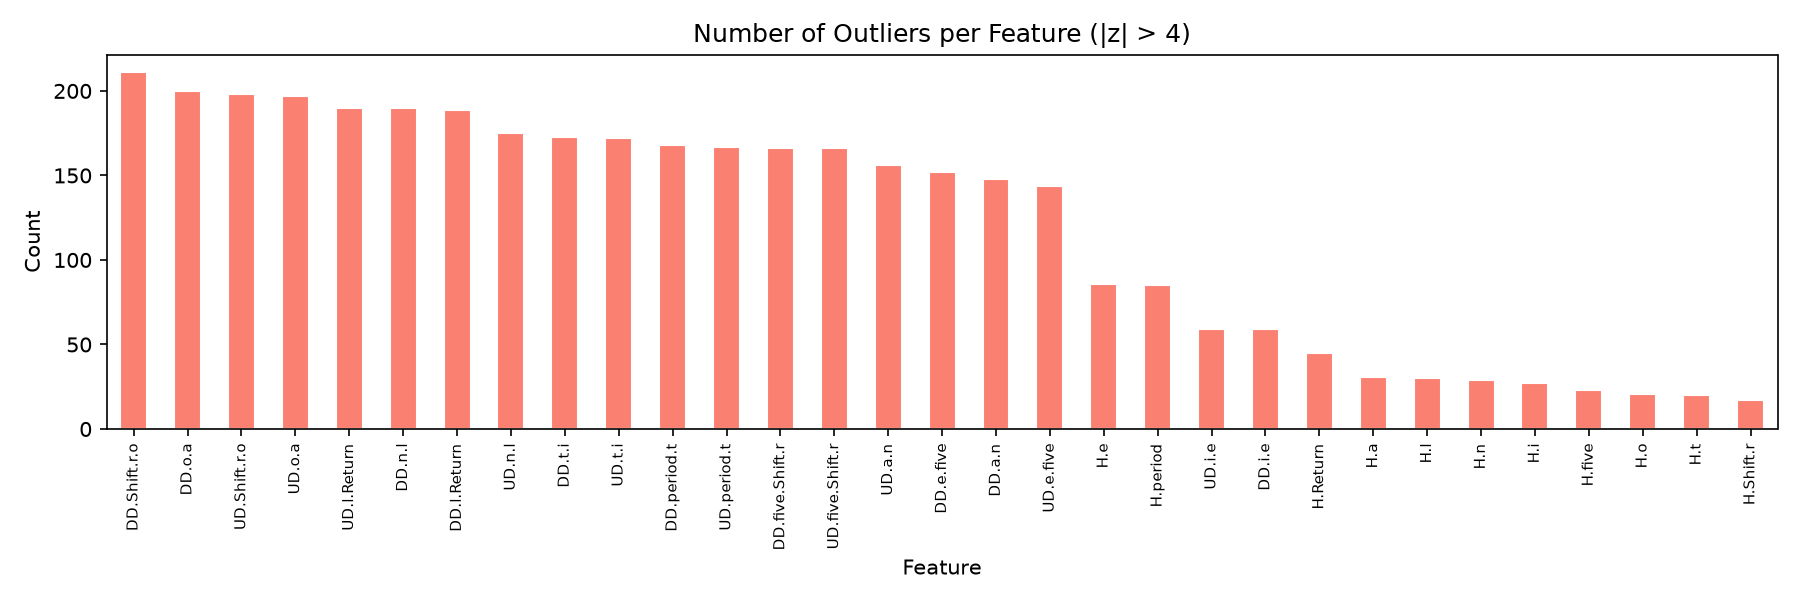 Number of Outliers per Feature (|z| > 4)
Count
200
150
100
50
0
DD.Shift.r.o
DD.o.a
UD.Shift.r.o
UD.o.a
UD.l.Return
DD.n.l
DD.l.Return
UD.n.l
DD.t.i
UD.t.i
DD.period.t
UD.period.t
DD.five.Shift.r
UD.five.Shift.r
UD.a.n
DD.e.five
DD.a.n
UD.e.five
H.e
H.period
UD.i.e
DD.i.e
H.Return
H.a
H.l
H.n
H.i
H.five
H.o
H.t
H.Shift.r
Feature